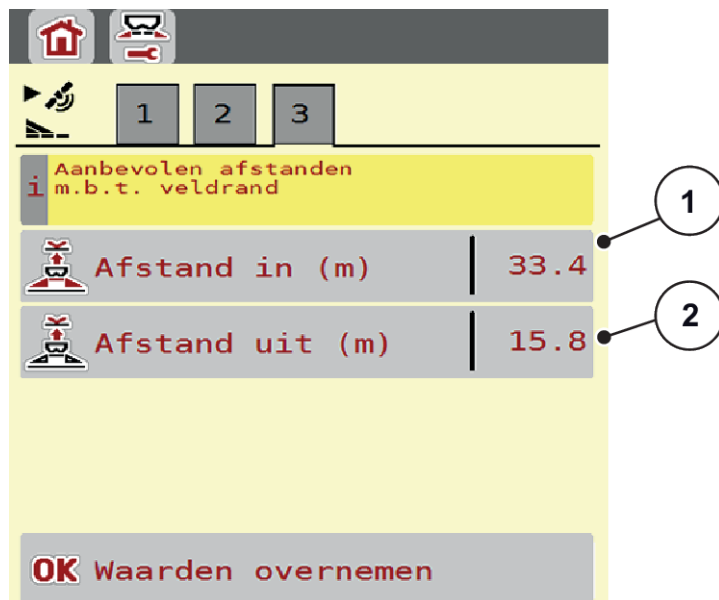 1 2 3
i Aanbevolen afstanden
m.b.t. veldrand
Afstand in (m) 33.4
1
Afstand uit (m) 15.8
2
OK Waarden overnemen